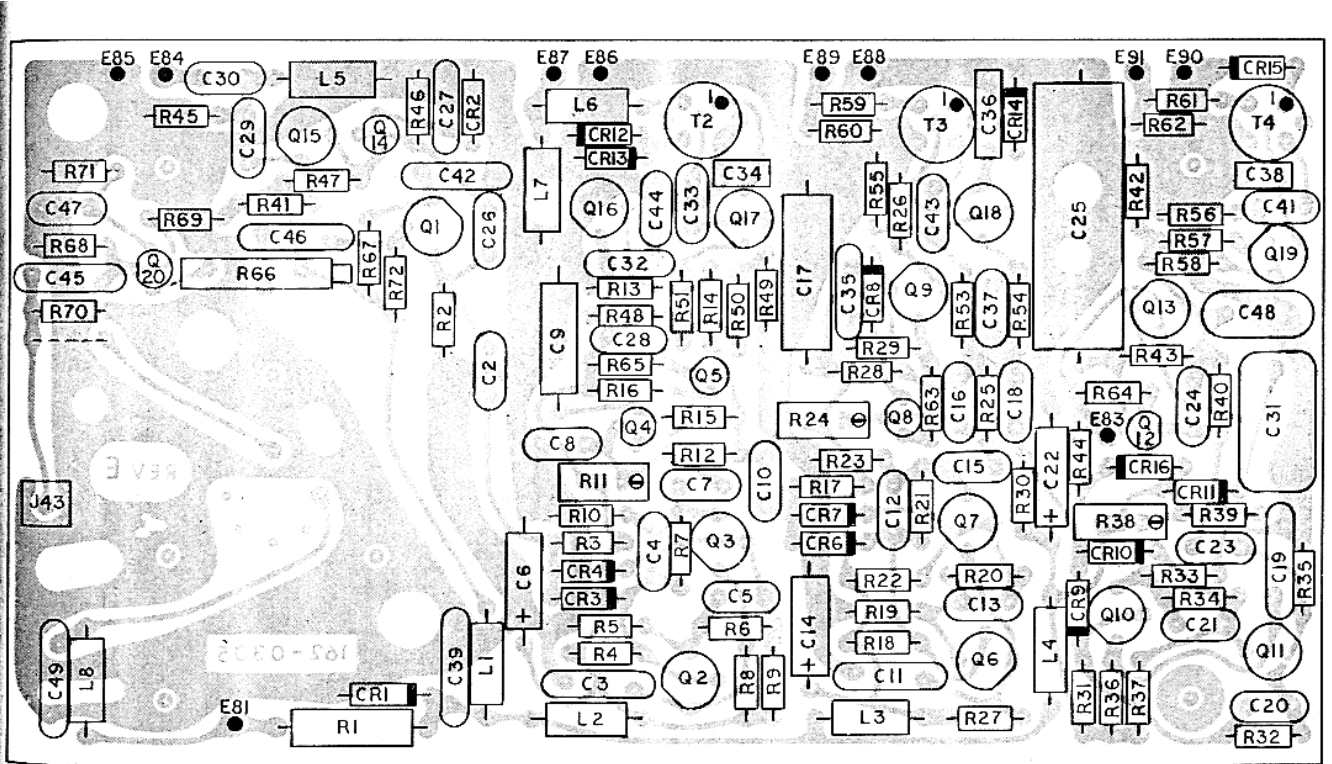 E85 E84 E87 E86 E89 E88 E91 E90
C30 L5 R46 C27 CR2 L6 T2 1 R59 T3 1 C36 CR14 CR15
R45 C29 Q15 Q14 CR12 R60 R61 R62 T4 1
CR13
R71 R47 C42 L7 C34 R55 R42 C38
C47 R69 R41 Q1 C26 Q16 C44 C33 Q17 R26 C43 Q18 C25 R56 C41
R68 C46 R67 R57 Q19
C45 Q20 R66 R72 C32 R58
R70 R2 C9 R13 R51 R14 R50 R49 C17 C35 CR8 Q9 R53 C37 R54 Q13 C48
R48
C28 R29 R43
C2 R65 Q5 R28 R64
R16 R63 C16 R25 C18 C24 R40 C31
Q4 R15 R24 Q8 E83 Q12
C8 R12 R23 C15 C22 R44 CR16
R11 C7 C10 R17 C12 R21 R30 CR11
J43 R10 CR7 Q7 + R38 R39
R3 C4 R7 Q3 CR6 CR10 C23 C19 R35
C6 CR4 R22 R20 R33
+ CR3 C5 C14 R19 C13 CR9 Q10 R34
REV E
162-0305
R5 R6 R18 L4 C21
C49 L8 C39 L1 R4 R8 R9 + Q6 Q11
C3 Q2 C11 R31 R36 R37
CR1
E81 R1 L2 L3 R27 C20
R32